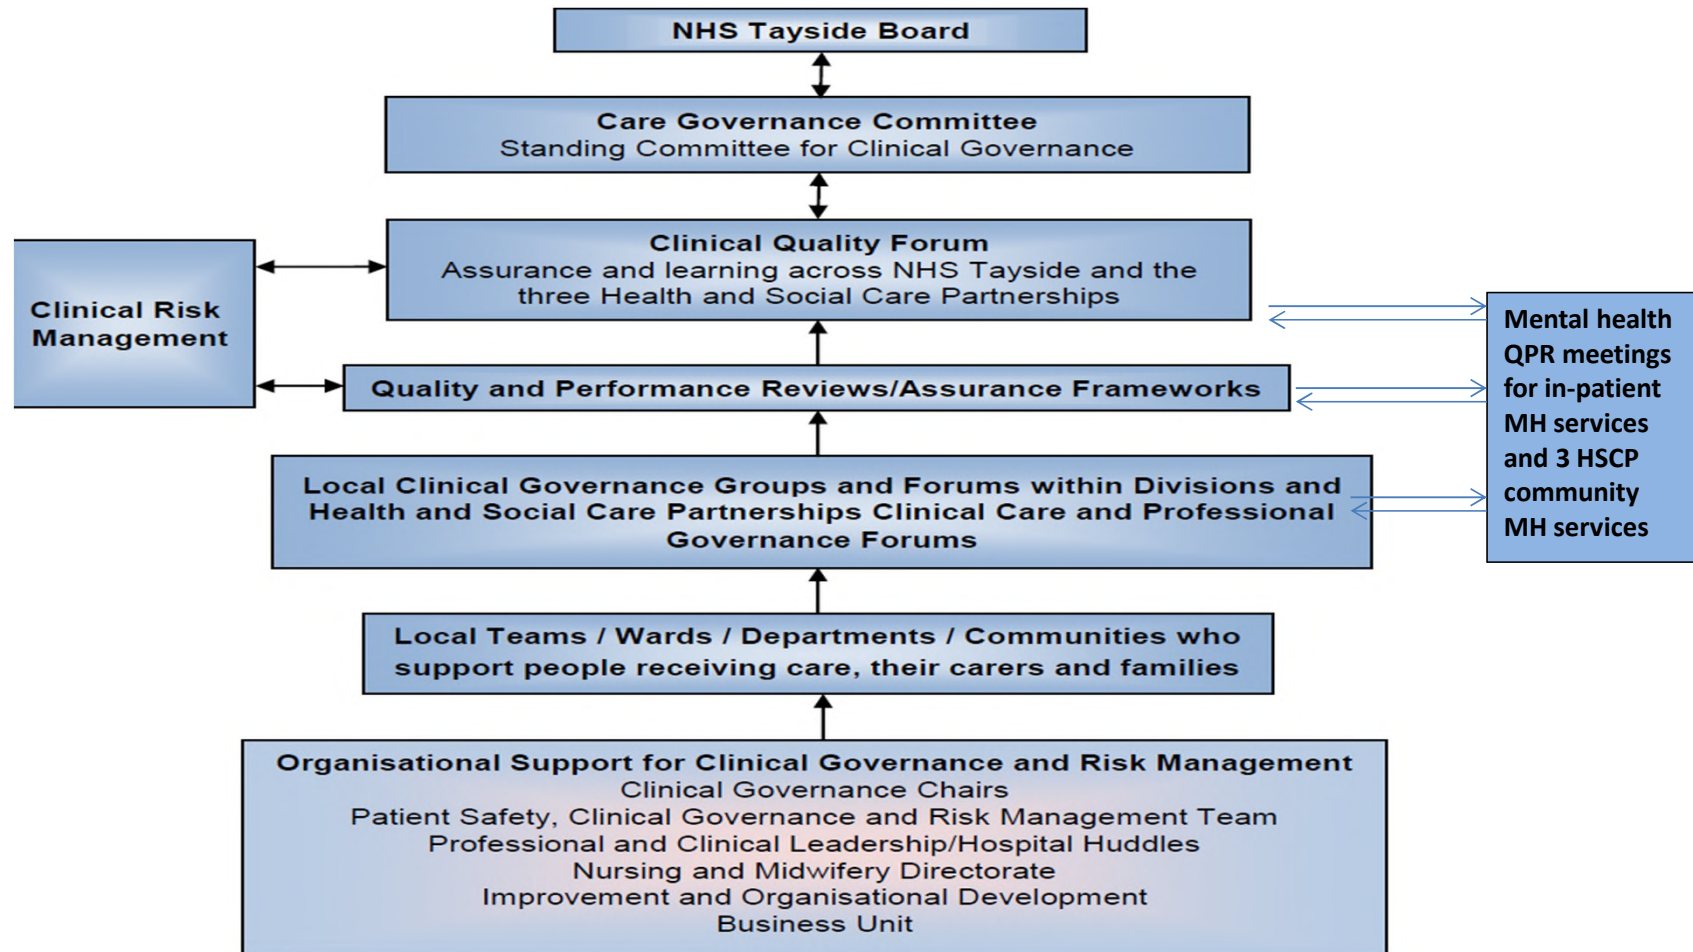 NHS Tayside Board
Care Governance Committee
Standing Committee for Clinical Governance
Clinical Quality Forum
Assurance and learning across NHS Tayside and the
three Health and Social Care Partnerships
Clinical Risk
Management
Quality and Performance Reviews/Assurance Frameworks
Mental health
QPR meetings
for in-patient
MH services
and 3 HSCP
community
MH services
Local Clinical Governance Groups and Forums within Divisions and
Health and Social Care Partnerships Clinical Care and Professional
Governance Forums
Local Teams / Wards / Departments / Communities who
support people receiving care, their carers and families
Organisational Support for Clinical Governance and Risk Management
Clinical Governance Chairs
Patient Safety, Clinical Governance and Risk Management Team
Professional and Clinical Leadership/Hospital Huddles
Nursing and Midwifery Directorate
Improvement and Organisational Development
Business Unit